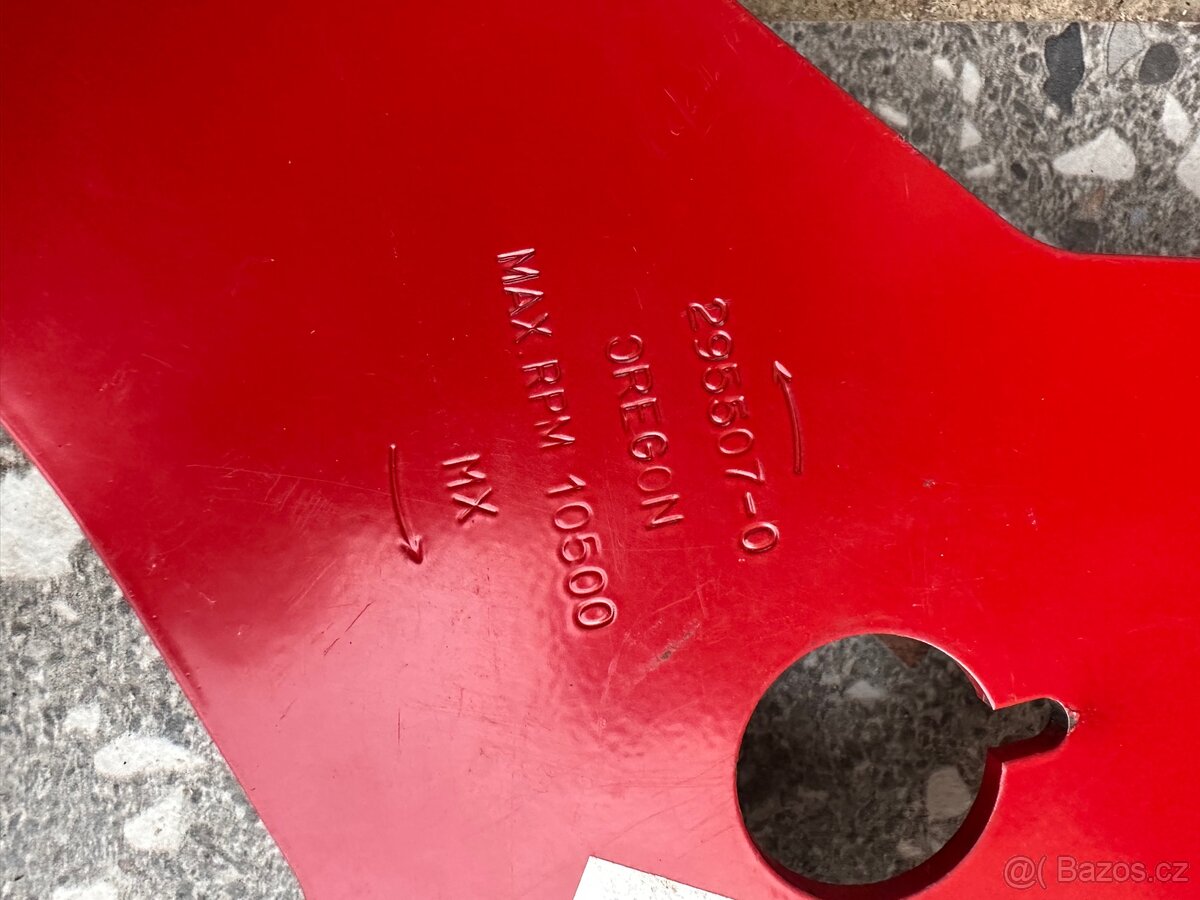 295507-0
OREGON
MAX.RPM 10500
MX
@( Bazos.cz